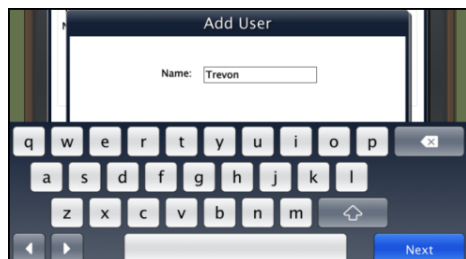 Add User
Name: Trevon
q w e r t y u i o p
a s d f g h j k l
z x c v b n m
Next